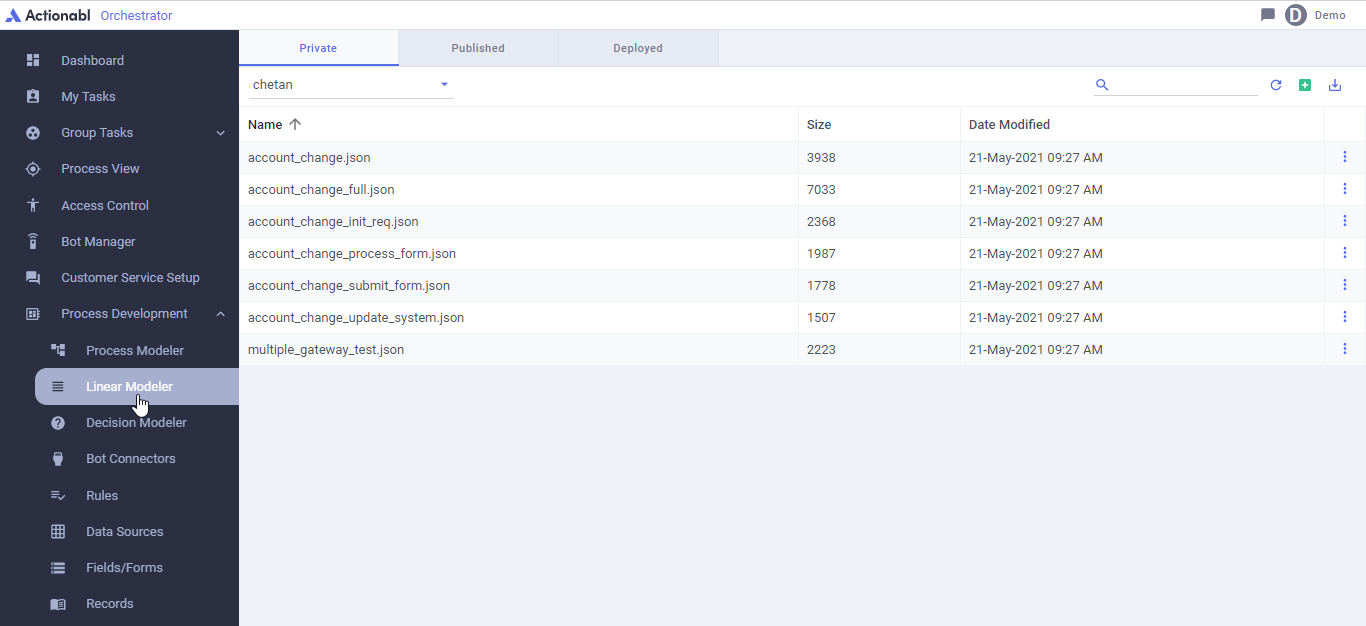 Actionabl Orchestrator
D Demo
Dashboard
My Tasks
Group Tasks
Process View
Access Control
Bot Manager
Customer Service Setup
Process Development
Process Modeler
Linear Modeler
Decision Modeler
Bot Connectors
Rules
Data Sources
Fields/Forms
Records
Private Published Deployed
chetan
Name Size Date Modified
account_change.json 3938 21-May-2021 09:27 AM
account_change_full.json 7033 21-May-2021 09:27 AM
account_change_init_req.json 2368 21-May-2021 09:27 AM
account_change_process_form.json 1987 21-May-2021 09:27 AM
account_change_submit_form.json 1778 21-May-2021 09:27 AM
account_change_update_system.json 1507 21-May-2021 09:27 AM
multiple_gateway_test.json 2223 21-May-2021 09:27 AM